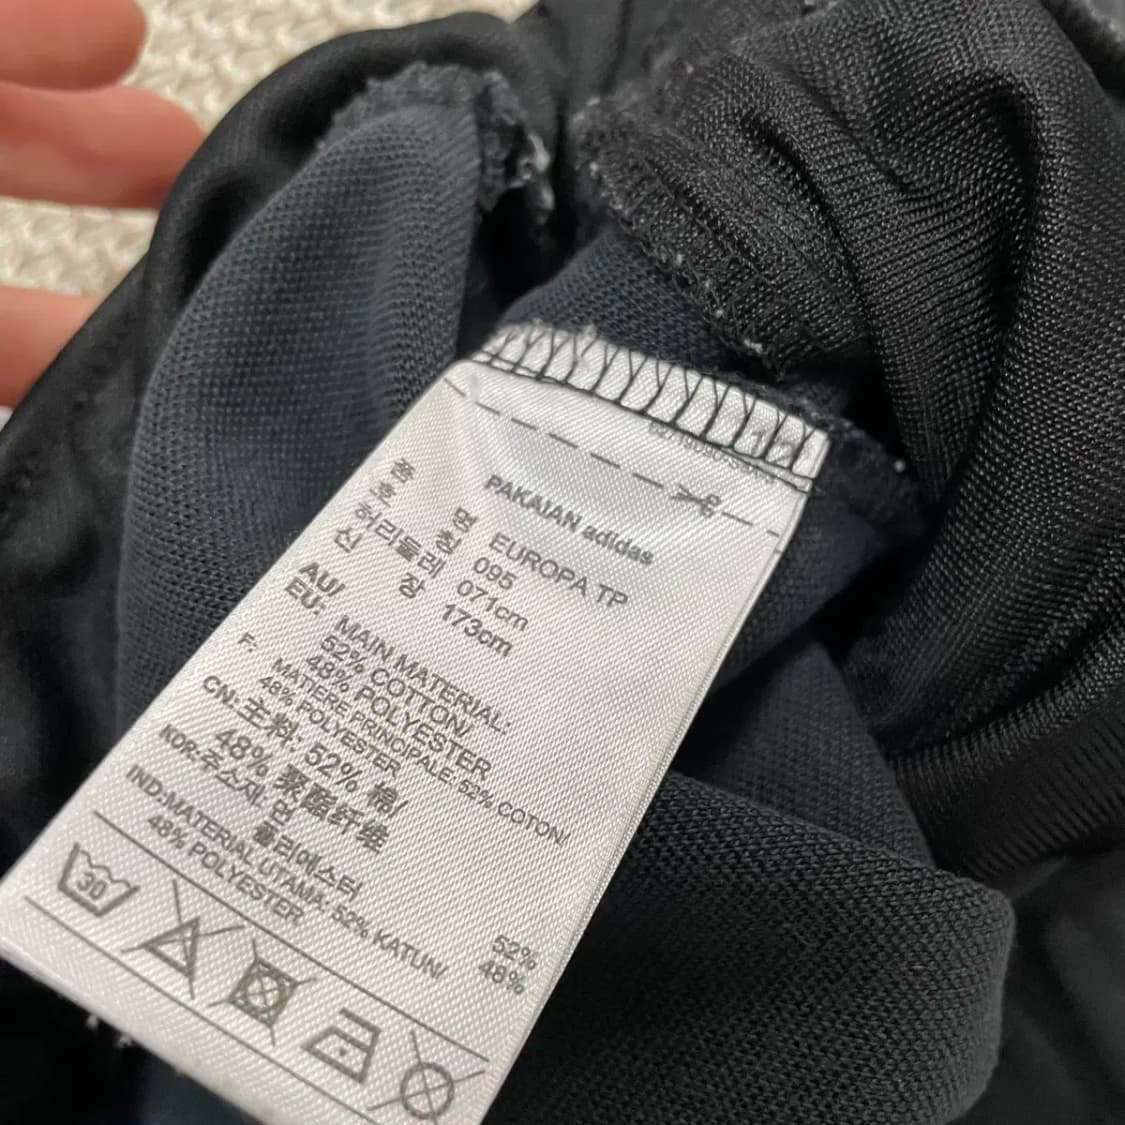 PAKAIAN adidas
품 명 EUROPA TP
호 칭 095
허리둘레 071cm
신 장 173cm
AU/ MAIN MATERIAL:
EU: 52% COTTON/
48% POLYESTER
F: MATIERE PRINCIPALE: 52% COTON/
48% POLYESTER
CN:主料: 52% 棉/
48% 聚酯纤维
KOR:주소재: 면 52%
폴리에스터 48%
IND:MATERIAL UTAMA: 52% KATUN/
48% POLYESTER
30